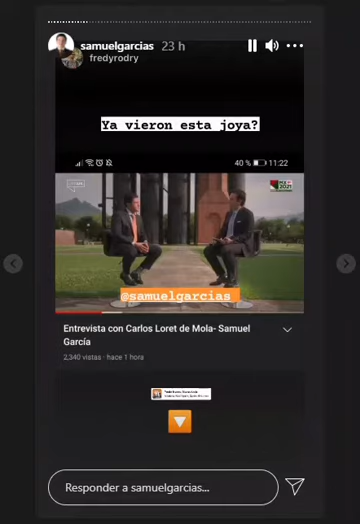 samuelgarcias 23 h
fredyrodry
Ya vieron esta joya?
40 % 11:22
@samuelgarcias
Entrevista con Carlos Loret de Mola- Samuel
García
2,340 vistas · hace 1 hora
Responder a samuelgarcias...